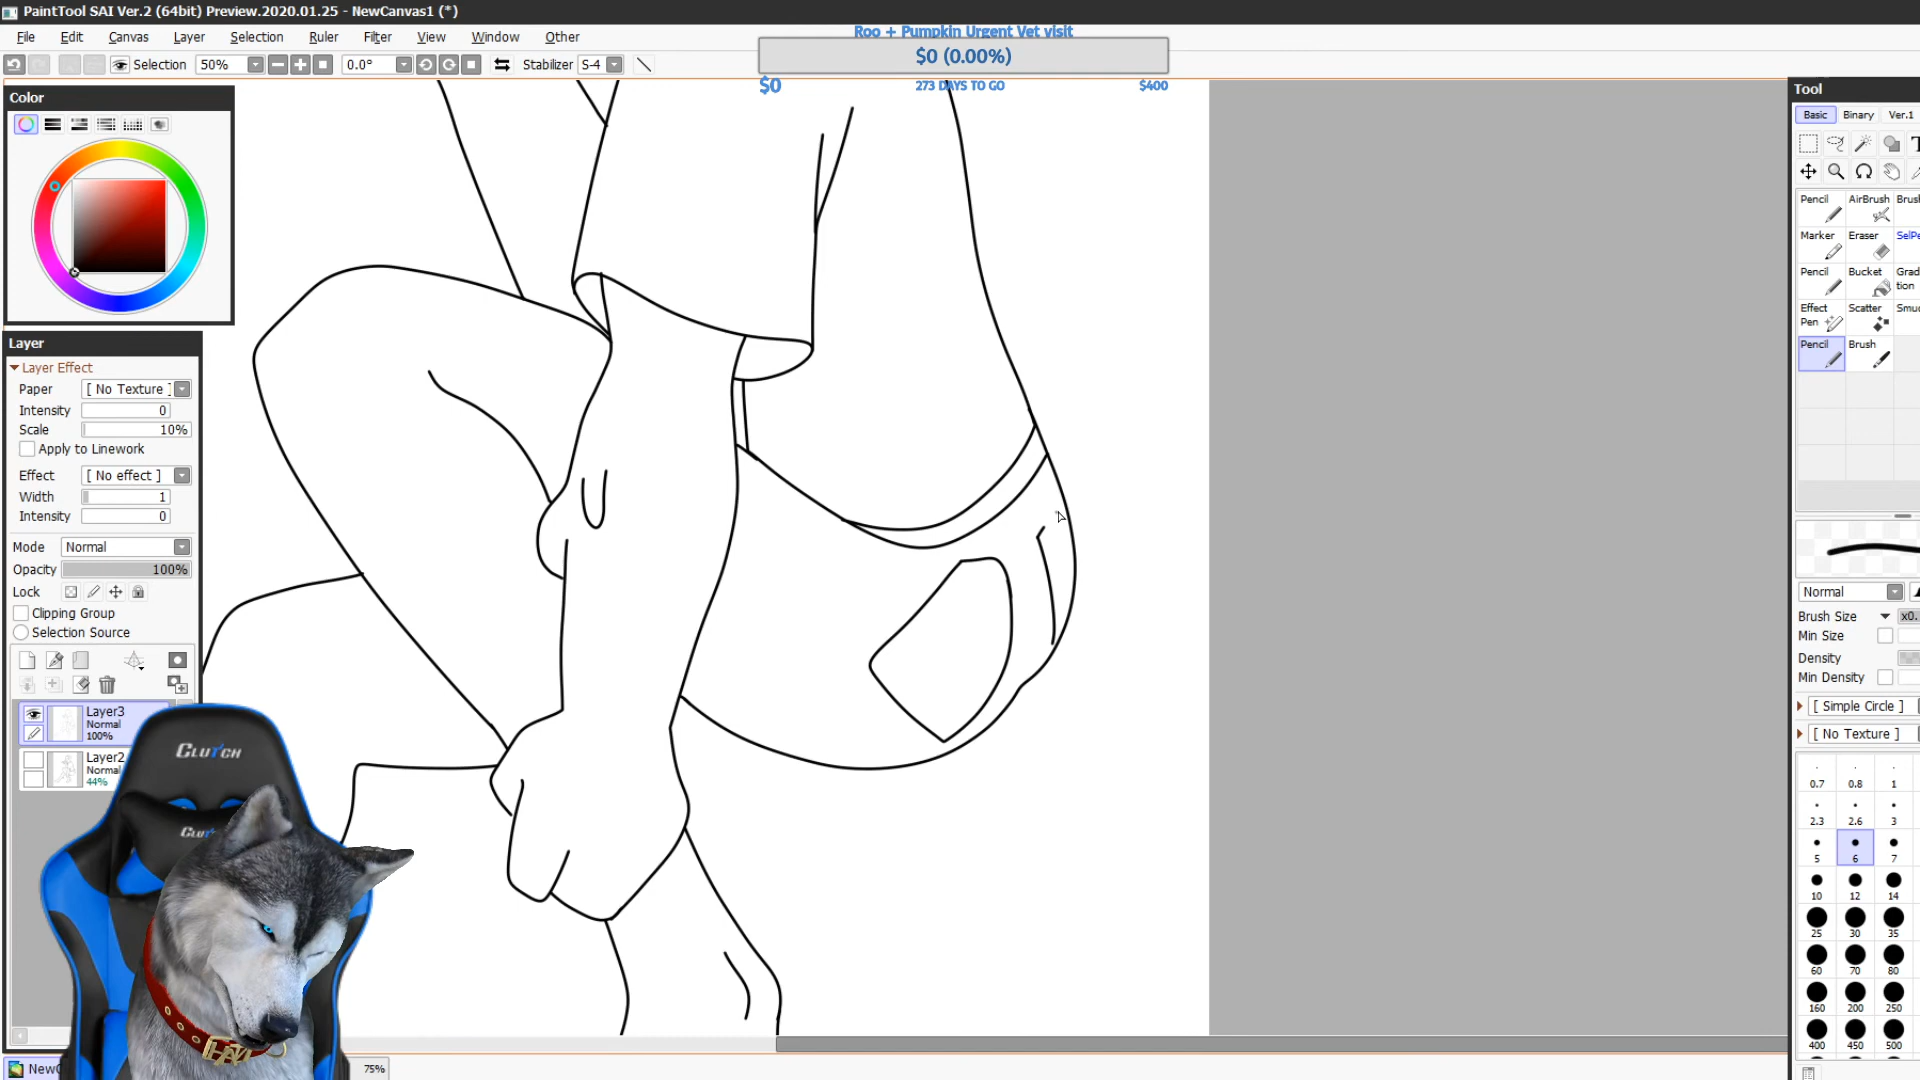 PaintTool SAI Ver.2 (64bit) Preview.2020.01.25 - NewCanvas1 (*)
File Edit Canvas Layer Selection Ruler Filter View Window Other
Roo + Pumpkin Urgent Vet visit
$0 (0.00%)
$0 273 DAYS TO GO $400
Selection 50% 0.0° Stabilizer S-4
Color
Layer
Layer Effect
Paper [ No Texture ]
Intensity 0
Scale 10%
Apply to Linework
Effect [ No effect ]
Width 1
Intensity 0
Mode Normal
Opacity 100%
Lock
Clipping Group
Selection Source
Layer3
Normal
100%
Layer2
Normal
44%
CLUTCH
75%
Tool
Basic Binary Ver.1
Pencil AirBrush
Marker Eraser
Pencil Bucket Grad
tion
Effect
Pen
Scatter
Pencil Brush
Normal
Brush Size x0.
Min Size
Density
Min Density
[ Simple Circle ]
[ No Texture ]
0.7 0.8 1
2.3 2.6 3
5 6 7
10 12 14
25 30 35
60 70 80
160 200 250
400 450 500